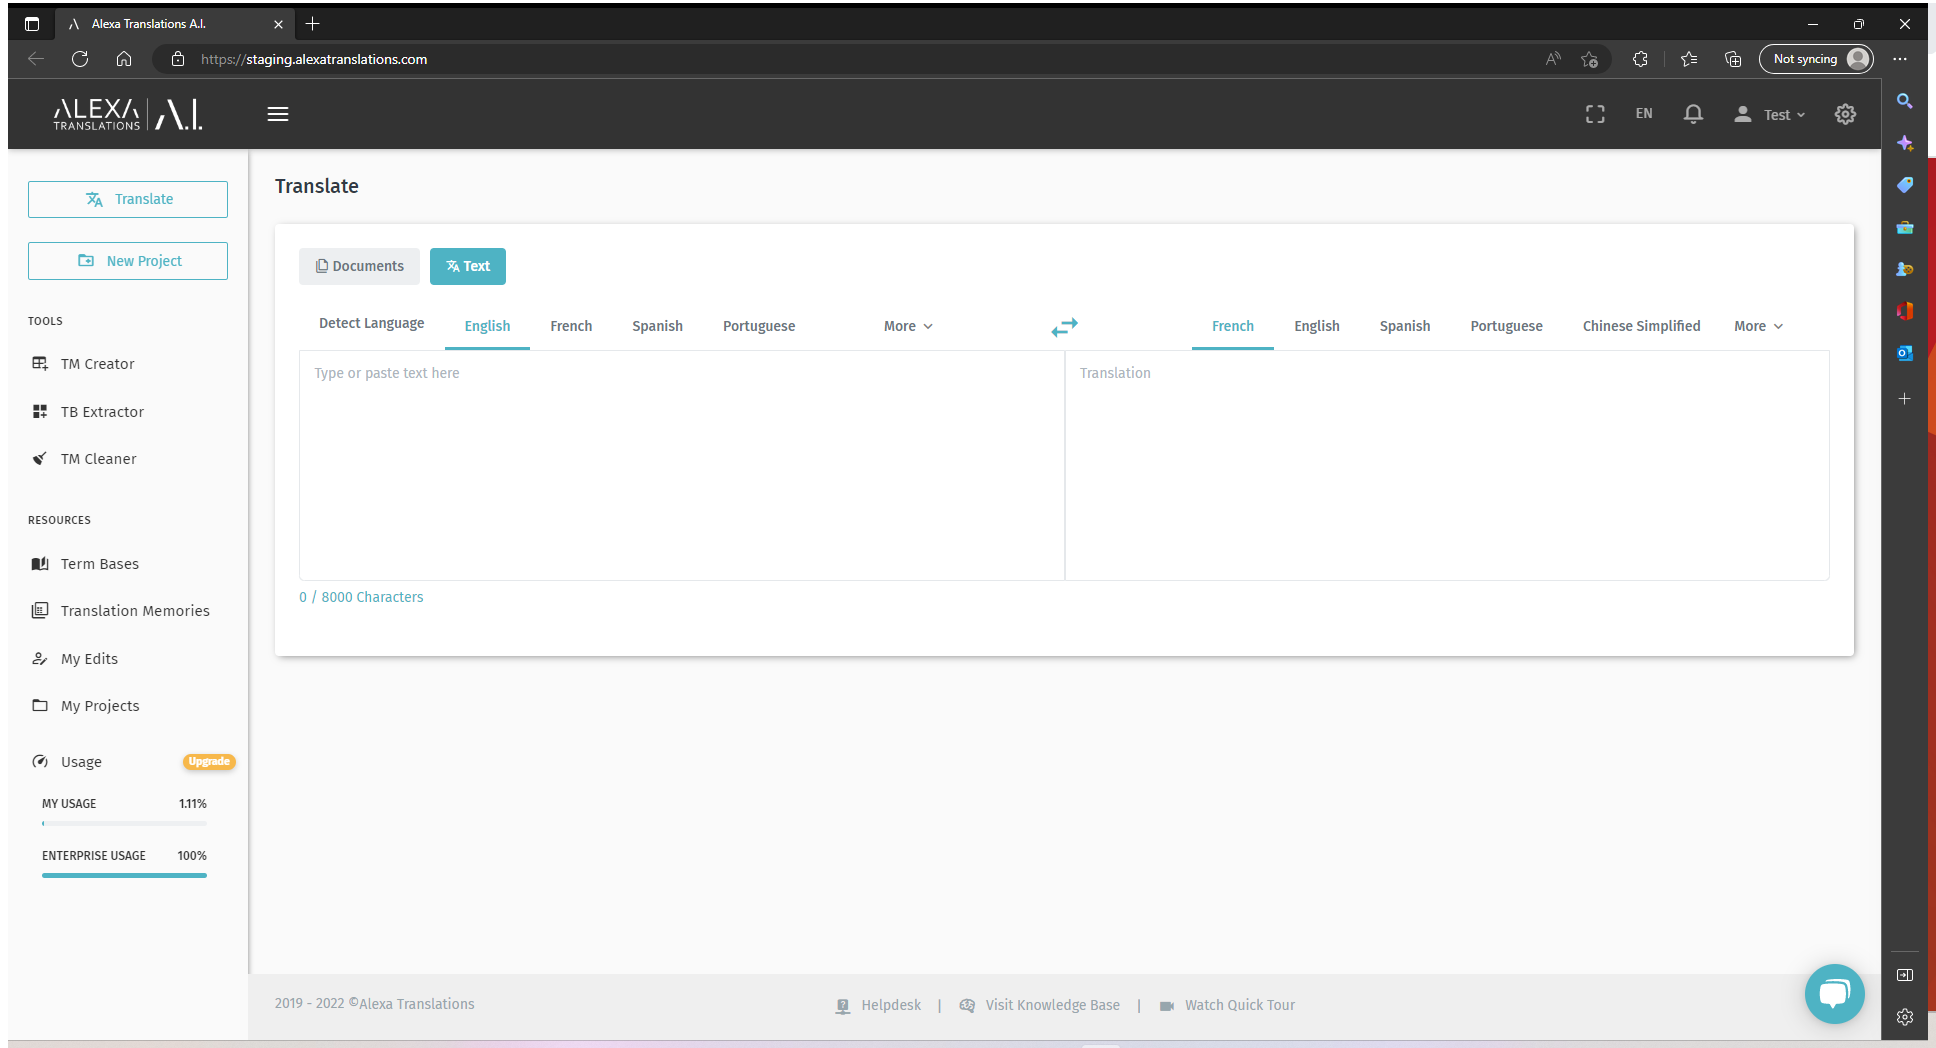 Alexa Translations A.I.
https://staging.alexatranslations.com
Not syncing
ALEXA TRANSLATIONS A.I.
EN
Test
Translate
New Project
TOOLS
TM Creator
TB Extractor
TM Cleaner
RESOURCES
Term Bases
Translation Memories
My Edits
My Projects
Usage Upgrade
MY USAGE 1.11%
ENTERPRISE USAGE 100%
Translate
Documents Text
Detect Language English French Spanish Portuguese More
French English Spanish Portuguese Chinese Simplified More
Type or paste text here
Translation
0 / 8000 Characters
2019 - 2022 ©Alexa Translations
Helpdesk | Visit Knowledge Base | Watch Quick Tour